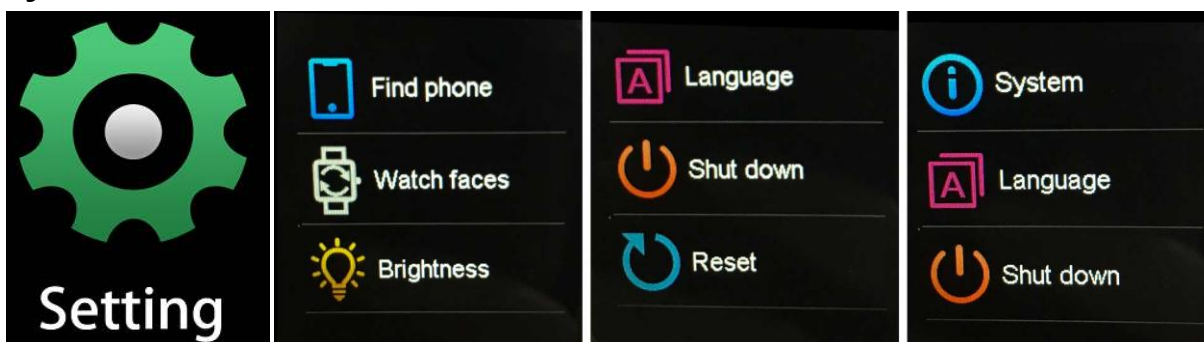 Setting
Find phone
Watch faces
Brightness
A Language
Shut down
Reset
System
A Language
Shut down